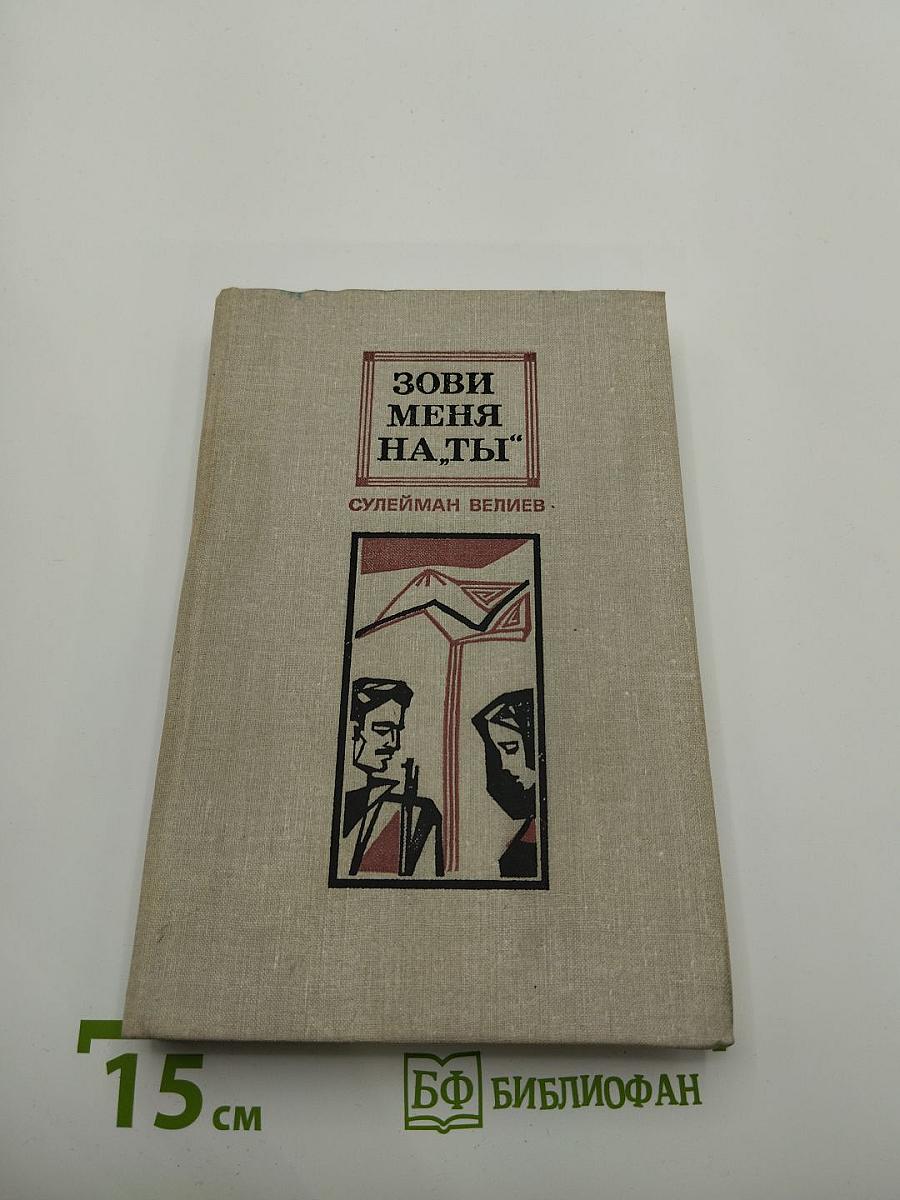 ЗОВИ
МЕНЯ
НА „ТЫ“
СУЛЕЙМАН ВЕЛИЕВ
15 см
БФ БИБЛИОФАН